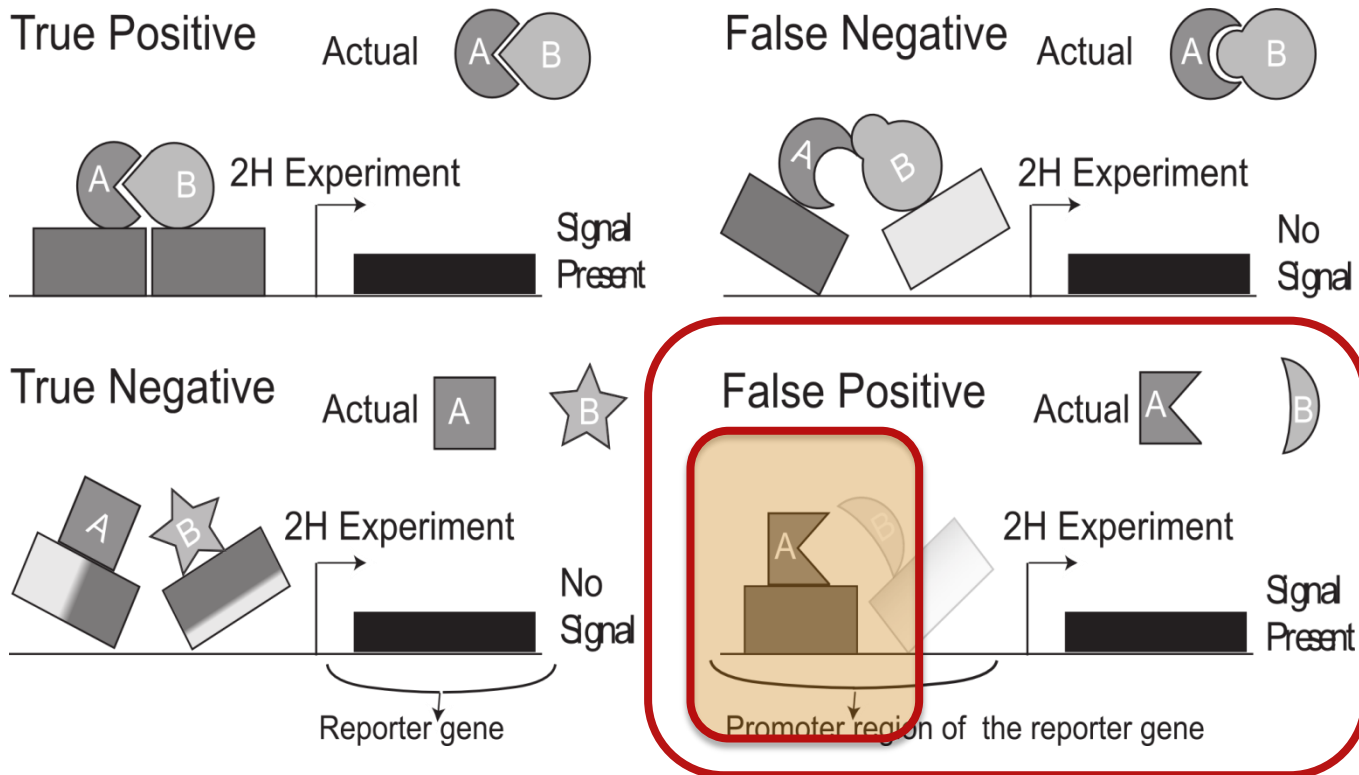 True Positive
Actual
A
B
A
B
2H Experiment
Signal
Present
False Negative
Actual
A
B
A
B
2H Experiment
No
Signal
True Negative
Actual
A
B
A
B
2H Experiment
No
Signal
Reporter gene
False Positive
Actual
A
B
A
B
2H Experiment
Signal
Present
Promoter region of the reporter gene